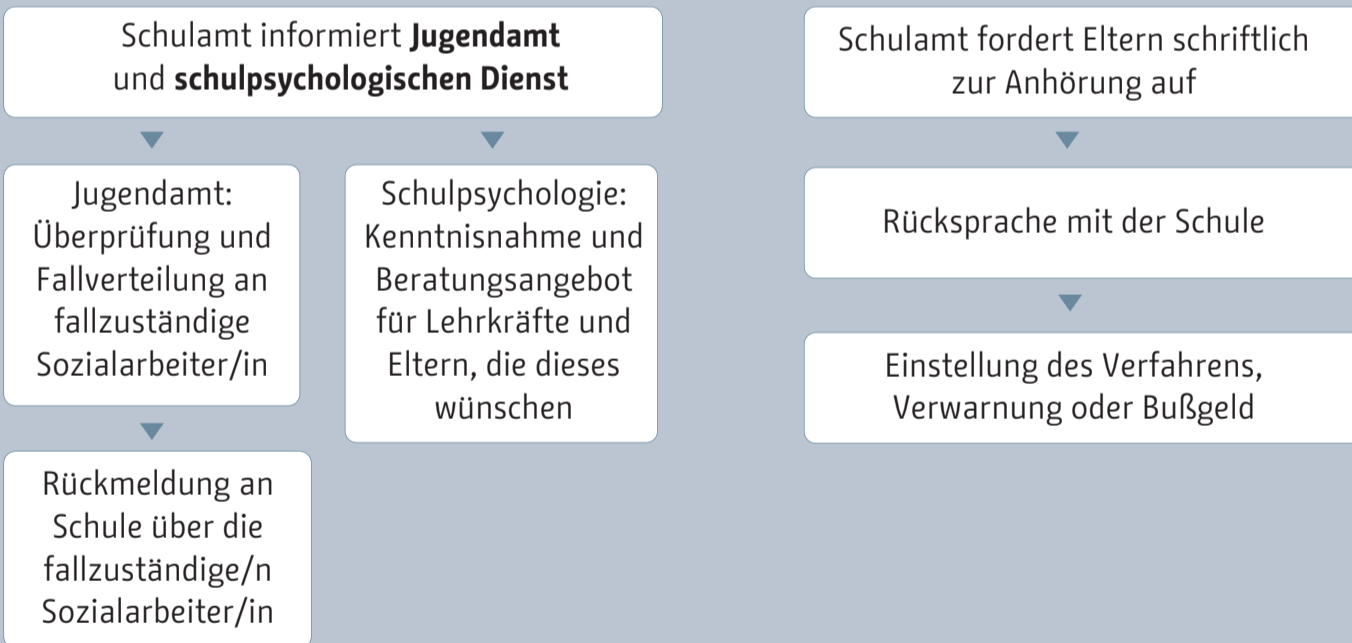 Schulamt informiert Jugendamt
und schulpsychologischen Dienst
Jugendamt:
Überprüfung und
Fallverteilung an
fallzuständige
Sozialarbeiter/in
Rückmeldung an
Schule über die
fallzuständige/n
Sozialarbeiter/in
Schulpsychologie:
Kenntnisnahme und
Beratungsangebot
für Lehrkräfte und
Eltern, die dieses
wünschen
Schulamt fordert Eltern schriftlich
zur Anhörung auf
Rücksprache mit der Schule
Einstellung des Verfahrens,
Verwarnung oder Bußgeld